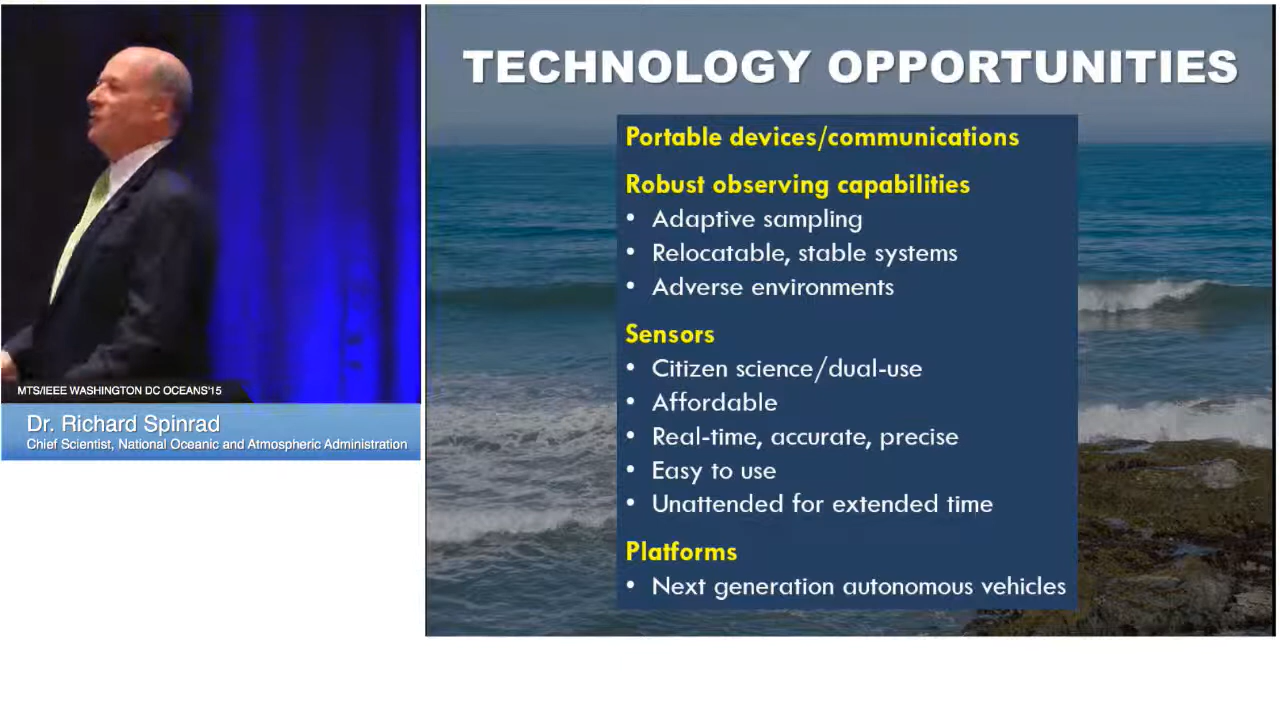 MTS/IEEE WASHINGTON DC OCEANS'15
Dr. Richard Spinrad
Chief Scientist, National Oceanic and Atmospheric Administration
TECHNOLOGY OPPORTUNITIES
Portable devices/communications
Robust observing capabilities
• Adaptive sampling
• Relocatable, stable systems
• Adverse environments
Sensors
• Citizen science/dual-use
• Affordable
• Real-time, accurate, precise
• Easy to use
• Unattended for extended time
Platforms
• Next generation autonomous vehicles